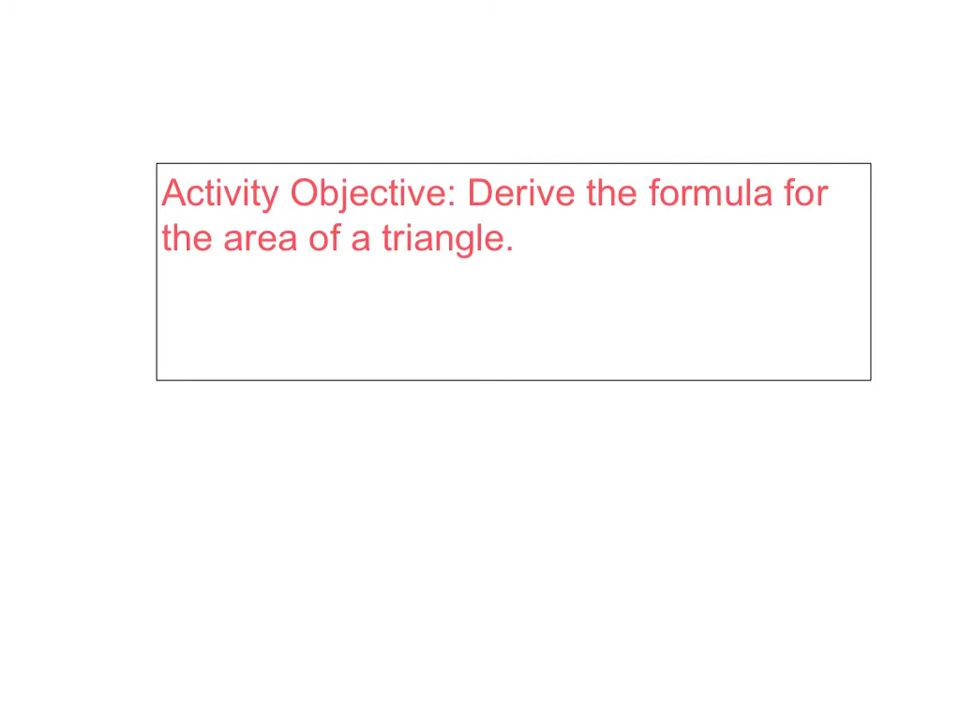 Activity Objective: Derive the formula for
the area of a triangle.